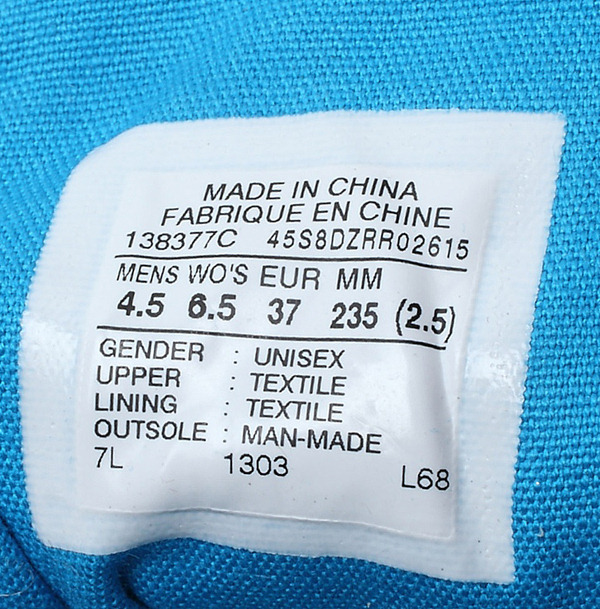 MADE IN CHINA
FABRIQUE EN CHINE
138377C 45S8DZRR02615
MENS WO'S EUR MM
4.5 6.5 37 235 (2.5)
GENDER : UNISEX
UPPER : TEXTILE
LINING : TEXTILE
OUTSOLE : MAN-MADE
7L 1303 L68